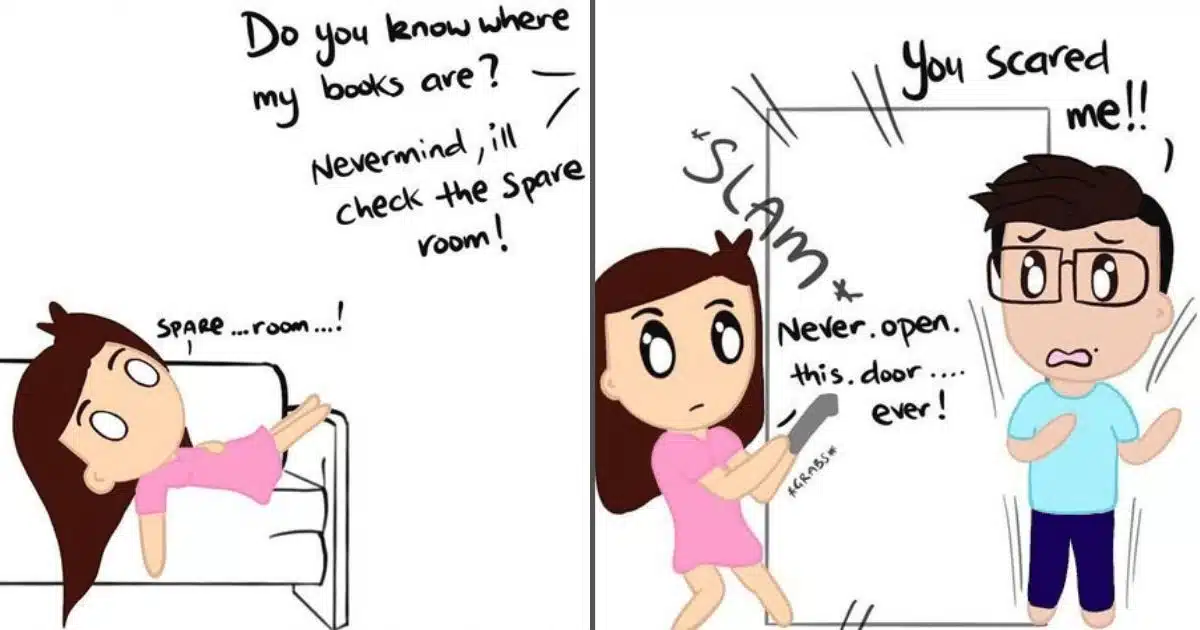 Do you know where
my books are?
Nevermind, ill
check the spare
room!
SPARE ...room...!
You scared
me!!
*SLAM*
Never.open.
this.door....
ever!
*GRABS*